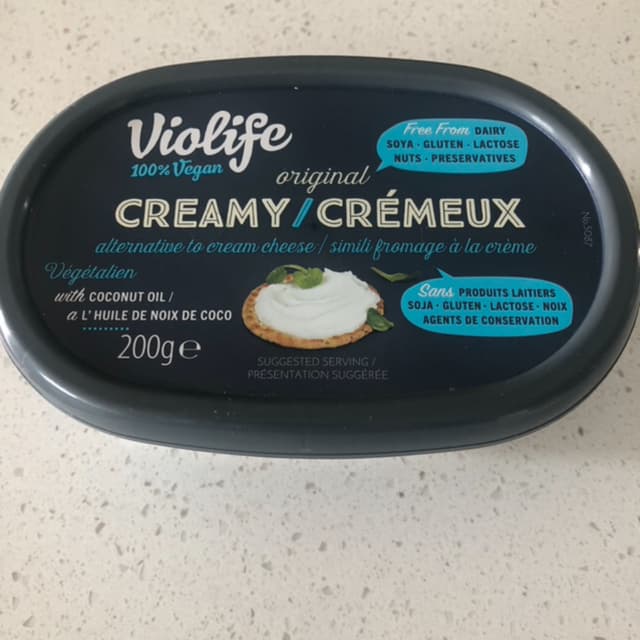 Violife
100% Vegan
Free From DAIRY
SOYA · GLUTEN · LACTOSE
NUTS · PRESERVATIVES
original
CREAMY/CRÉMEUX
alternative to cream cheese / simili fromage à la crème
Végétalien
with COCONUT OIL /
a L'HUILE DE NOIX DE COCO
200g℮
Sans PRODUITS LAITIERS
SOJA · GLUTEN · LACTOSE · NOIX
AGENTS DE CONSERVATION
SUGGESTED SERVING /
PRÉSENTATION SUGGÉRÉE